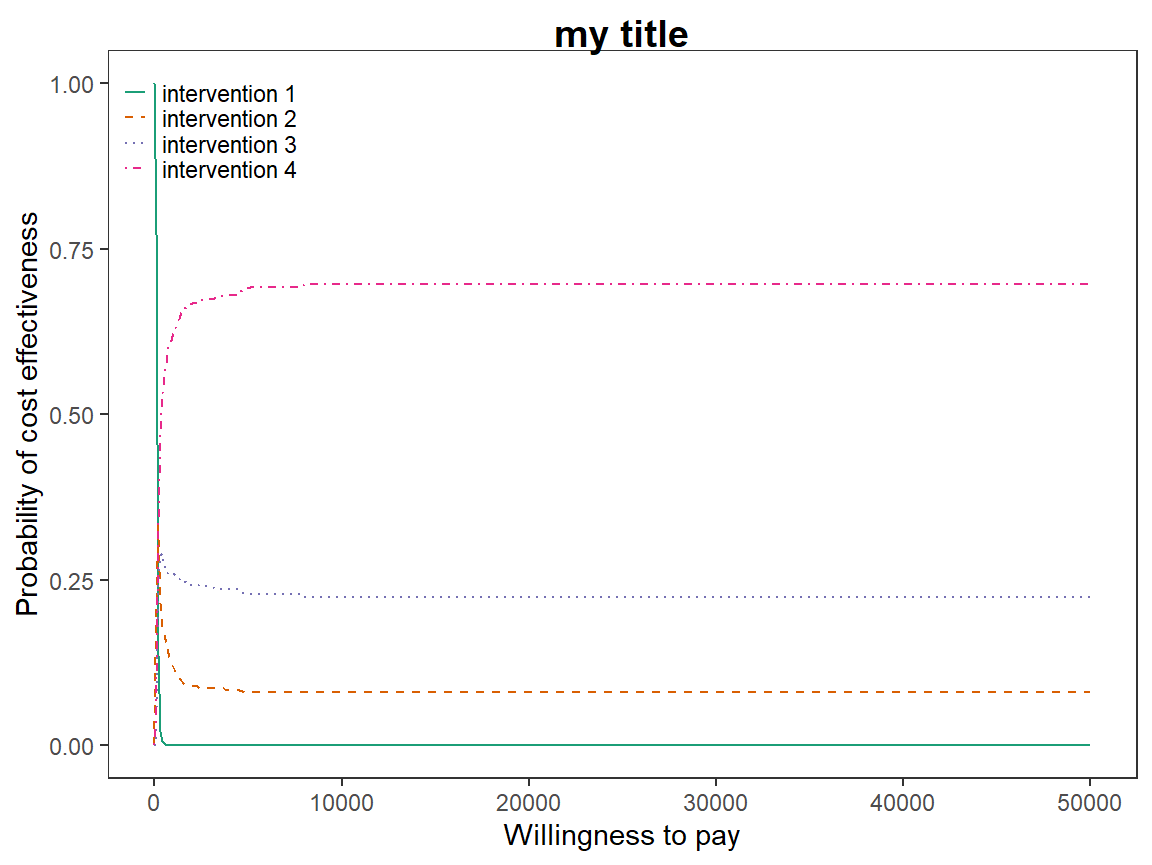 my title
Probability of cost effectiveness
1.00
0.75
0.50
0.25
0.00
intervention 1
intervention 2
intervention 3
intervention 4
0 10000 20000 30000 40000 50000
Willingness to pay